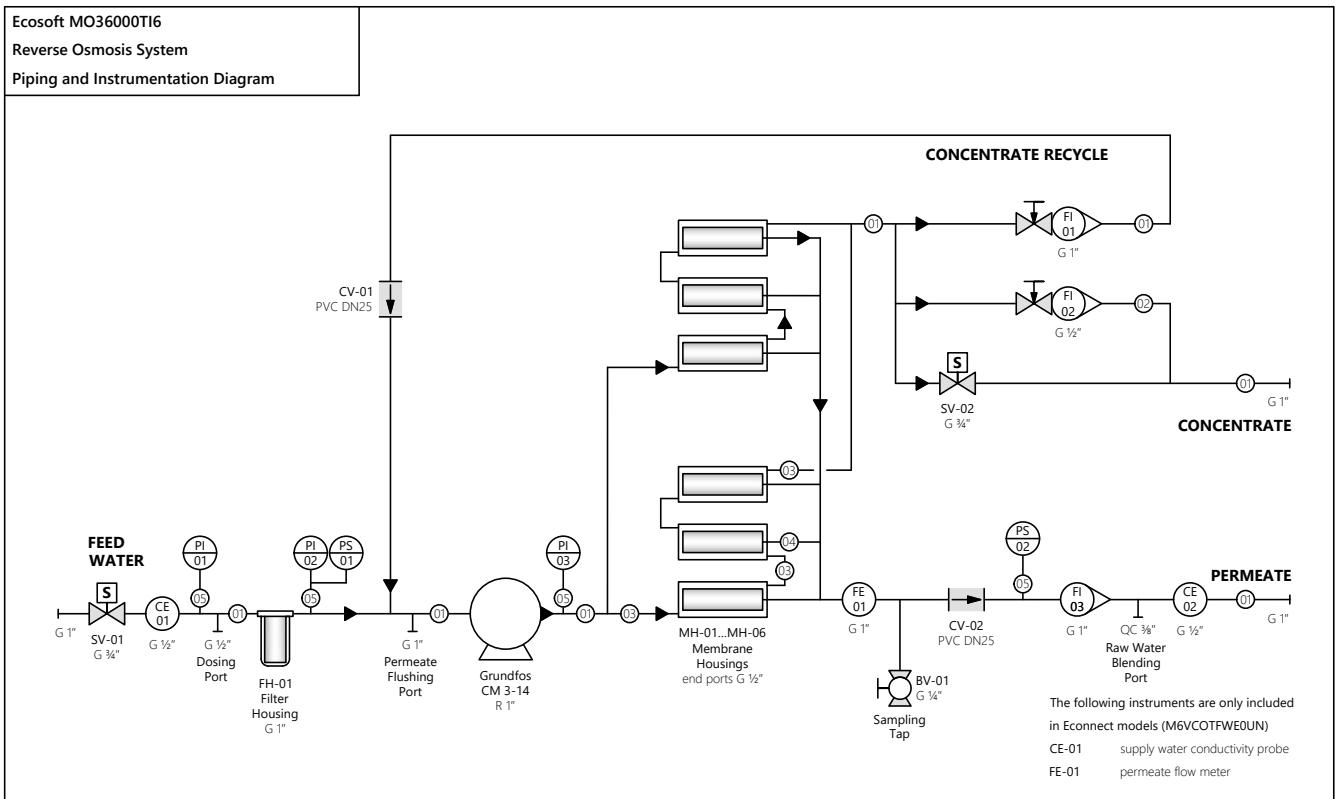 Ecosoft MO36000TI6
Reverse Osmosis System
Piping and Instrumentation Diagram
CONCENTRATE RECYCLE
01
FI
01
01
G 1"
CV-01
PVC DN25
FI
02
02
G ½"
S
SV-02
G ¾"
01
G 1"
CONCENTRATE
03
04
03
FEED
WATER
S
G 1"
SV-01
G ¾"
CE
01
G ½"
PI
01
05
01
G ½"
Dosing
Port
FH-01
Filter
Housing
G 1"
PI
02
PS
01
05
G 1"
Permeate
Flushing
Port
01
Grundfos
CM 3-14
R 1"
PI
03
05
01
03
MH-01...MH-06
Membrane
Housings
end ports G ½"
FE
01
G 1"
BV-01
G ¼"
Sampling
Tap
CV-02
PVC DN25
PS
02
05
FI
03
G 1"
QC ⅜"
Raw Water
Blending
Port
CE
02
G ½"
PERMEATE
01
G 1"
The following instruments are only included
in Econnect models (M6VCOTFWE0UN)
CE-01 supply water conductivity probe
FE-01 permeate flow meter